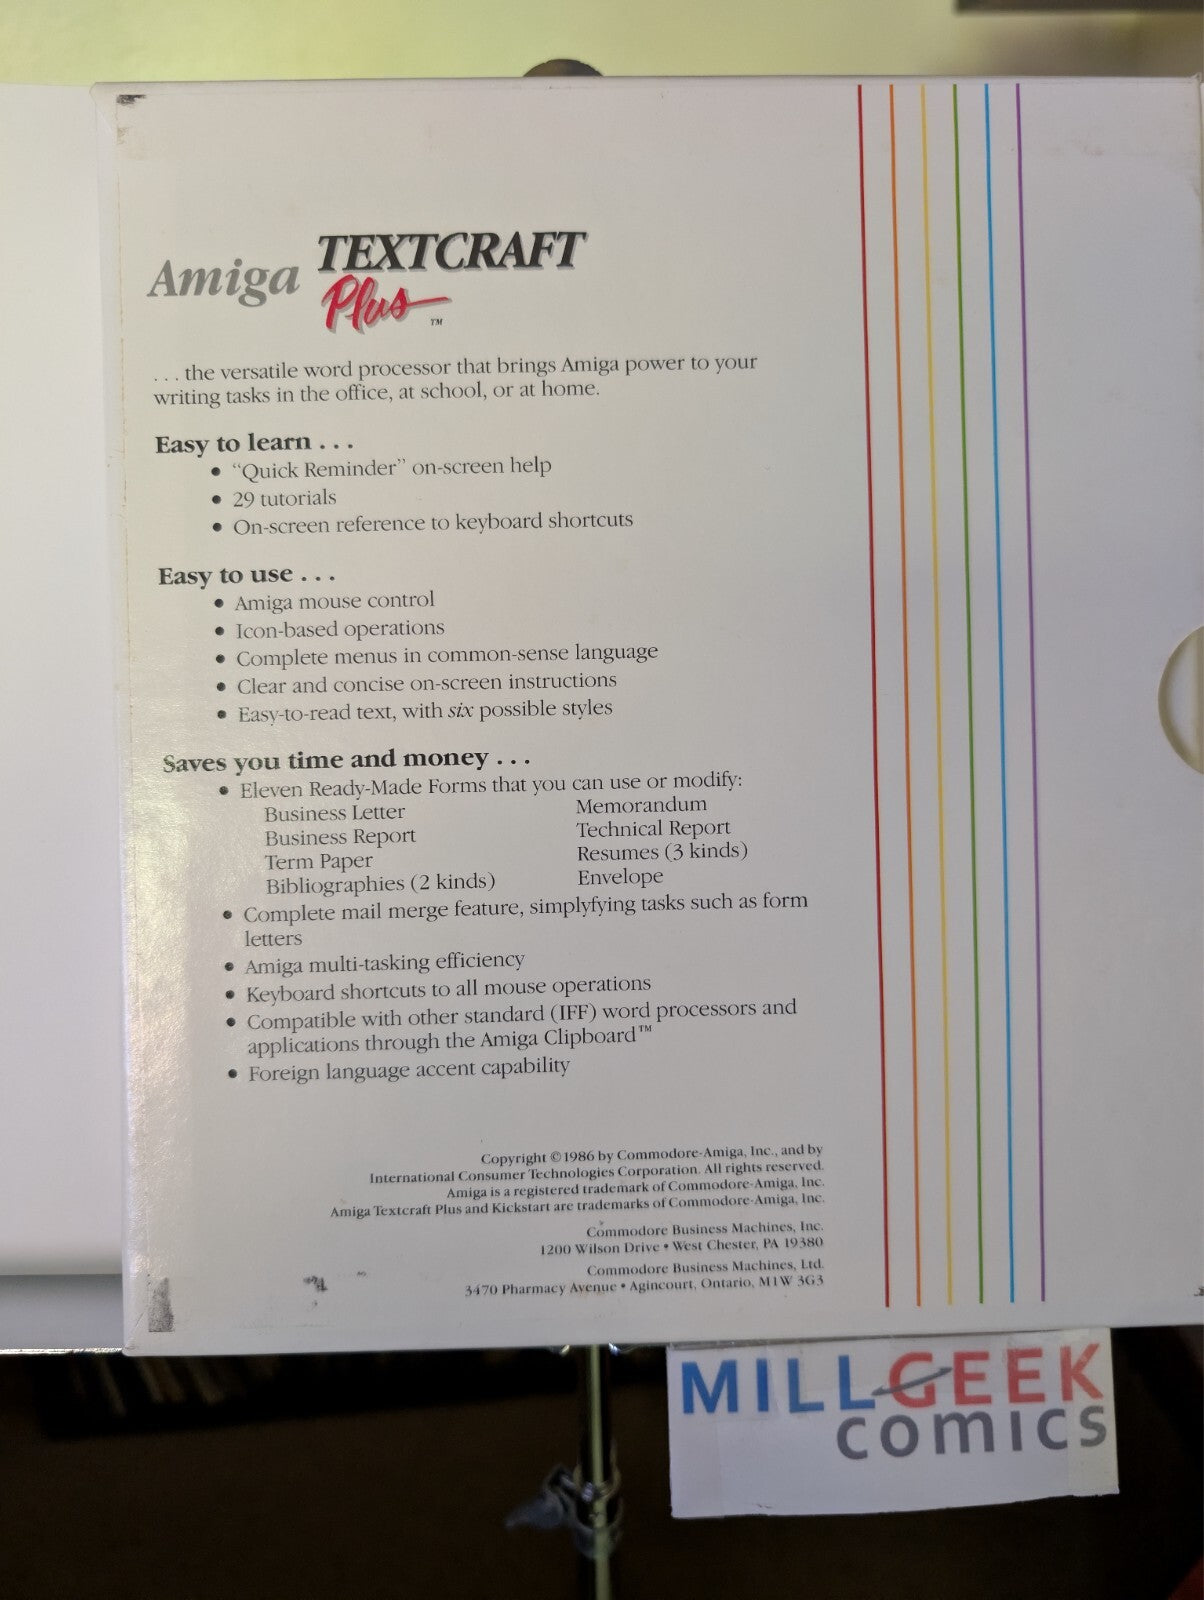 Amiga TEXTCRAFT
Plus™
. . . the versatile word processor that brings Amiga power to your
writing tasks in the office, at school, or at home.
Easy to learn . . .
• “Quick Reminder” on-screen help
• 29 tutorials
• On-screen reference to keyboard shortcuts
Easy to use . . .
• Amiga mouse control
• Icon-based operations
• Complete menus in common-sense language
• Clear and concise on-screen instructions
• Easy-to-read text, with six possible styles
Saves you time and money . . .
• Eleven Ready-Made Forms that you can use or modify:
Business Letter Memorandum
Business Report Technical Report
Term Paper Resumes (3 kinds)
Bibliographies (2 kinds) Envelope
• Complete mail merge feature, simplyfying tasks such as form
letters
• Amiga multi-tasking efficiency
• Keyboard shortcuts to all mouse operations
• Compatible with other standard (IFF) word processors and
applications through the Amiga Clipboard™
• Foreign language accent capability
Copyright ©1986 by Commodore-Amiga, Inc., and by
International Consumer Technologies Corporation. All rights reserved.
Amiga is a registered trademark of Commodore-Amiga, Inc.
Amiga Textcraft Plus and Kickstart are trademarks of Commodore-Amiga, Inc.
Commodore Business Machines, Inc.
1200 Wilson Drive • West Chester, PA 19380
Commodore Business Machines, Ltd.
3470 Pharmacy Avenue • Agincourt, Ontario, M1W 3G3
MILLGEEK
comics